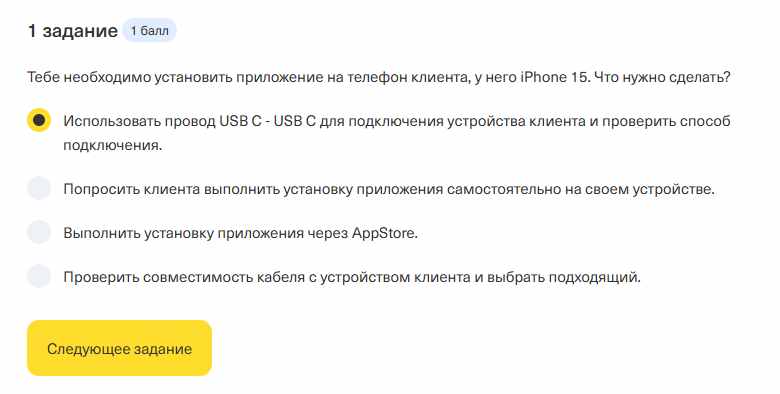 1 задание 1 балл
Тебе необходимо установить приложение на телефон клиента, у него iPhone 15. Что нужно сделать?
Использовать провод USB C - USB C для подключения устройства клиента и проверить способ
подключения.
Попросить клиента выполнить установку приложения самостоятельно на своем устройстве.
Выполнить установку приложения через AppStore.
Проверить совместимость кабеля с устройством клиента и выбрать подходящий.
Следующее задание